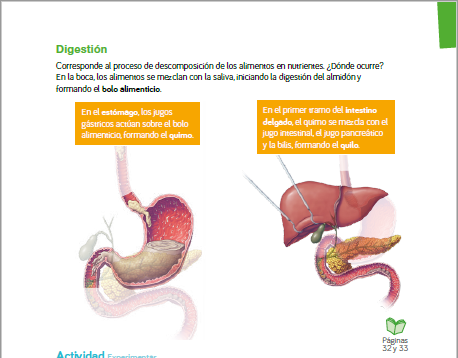 Digestión
Corresponde al proceso de descomposición de los alimentos en nutrientes. ¿Dónde ocurre?
En la boca, los alimentos se mezclan con la saliva, iniciando la digestión del almidón y
formando el bolo alimenticio.
En el estómago, los jugos
gástricos actúan sobre el bolo
alimenticio, formando el quimo.
En el primer tramo del intestino
delgado, el quimo se mezcla con el
jugo intestinal, el jugo pancreático
y la bilis, formando el quilo.
Páginas
32 y 33
Actividad Experimentar